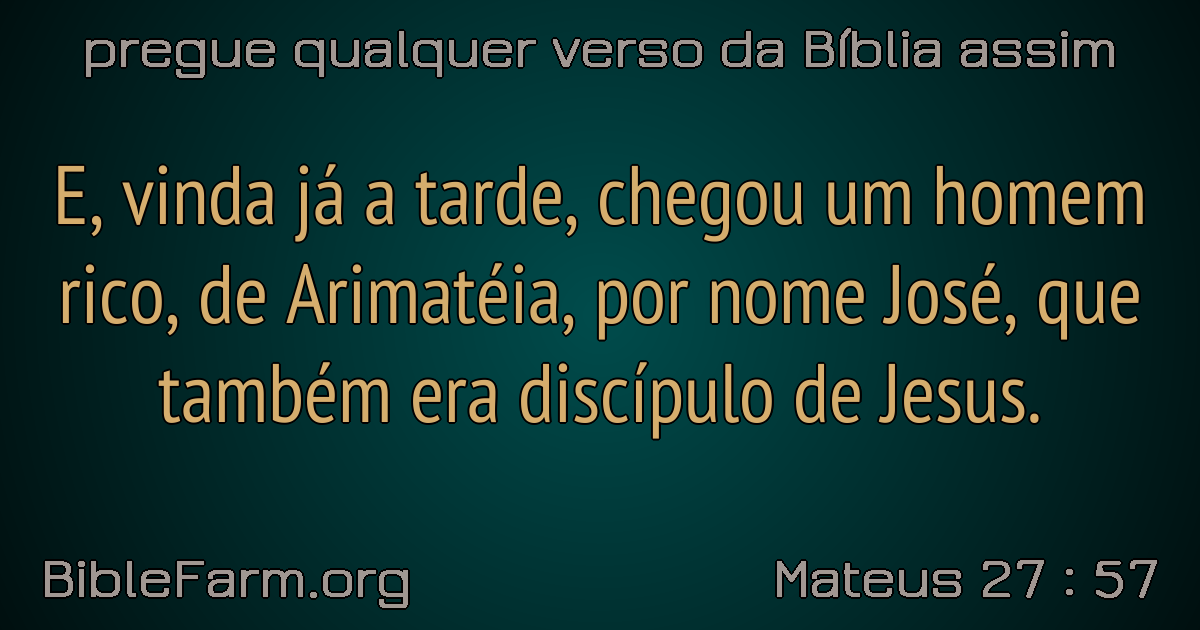 pregue qualquer verso da Bíblia assim
E, vinda já a tarde, chegou um homem
rico, de Arimatéia, por nome José, que
também era discípulo de Jesus.
BibleFarm.org
Mateus 27 : 57